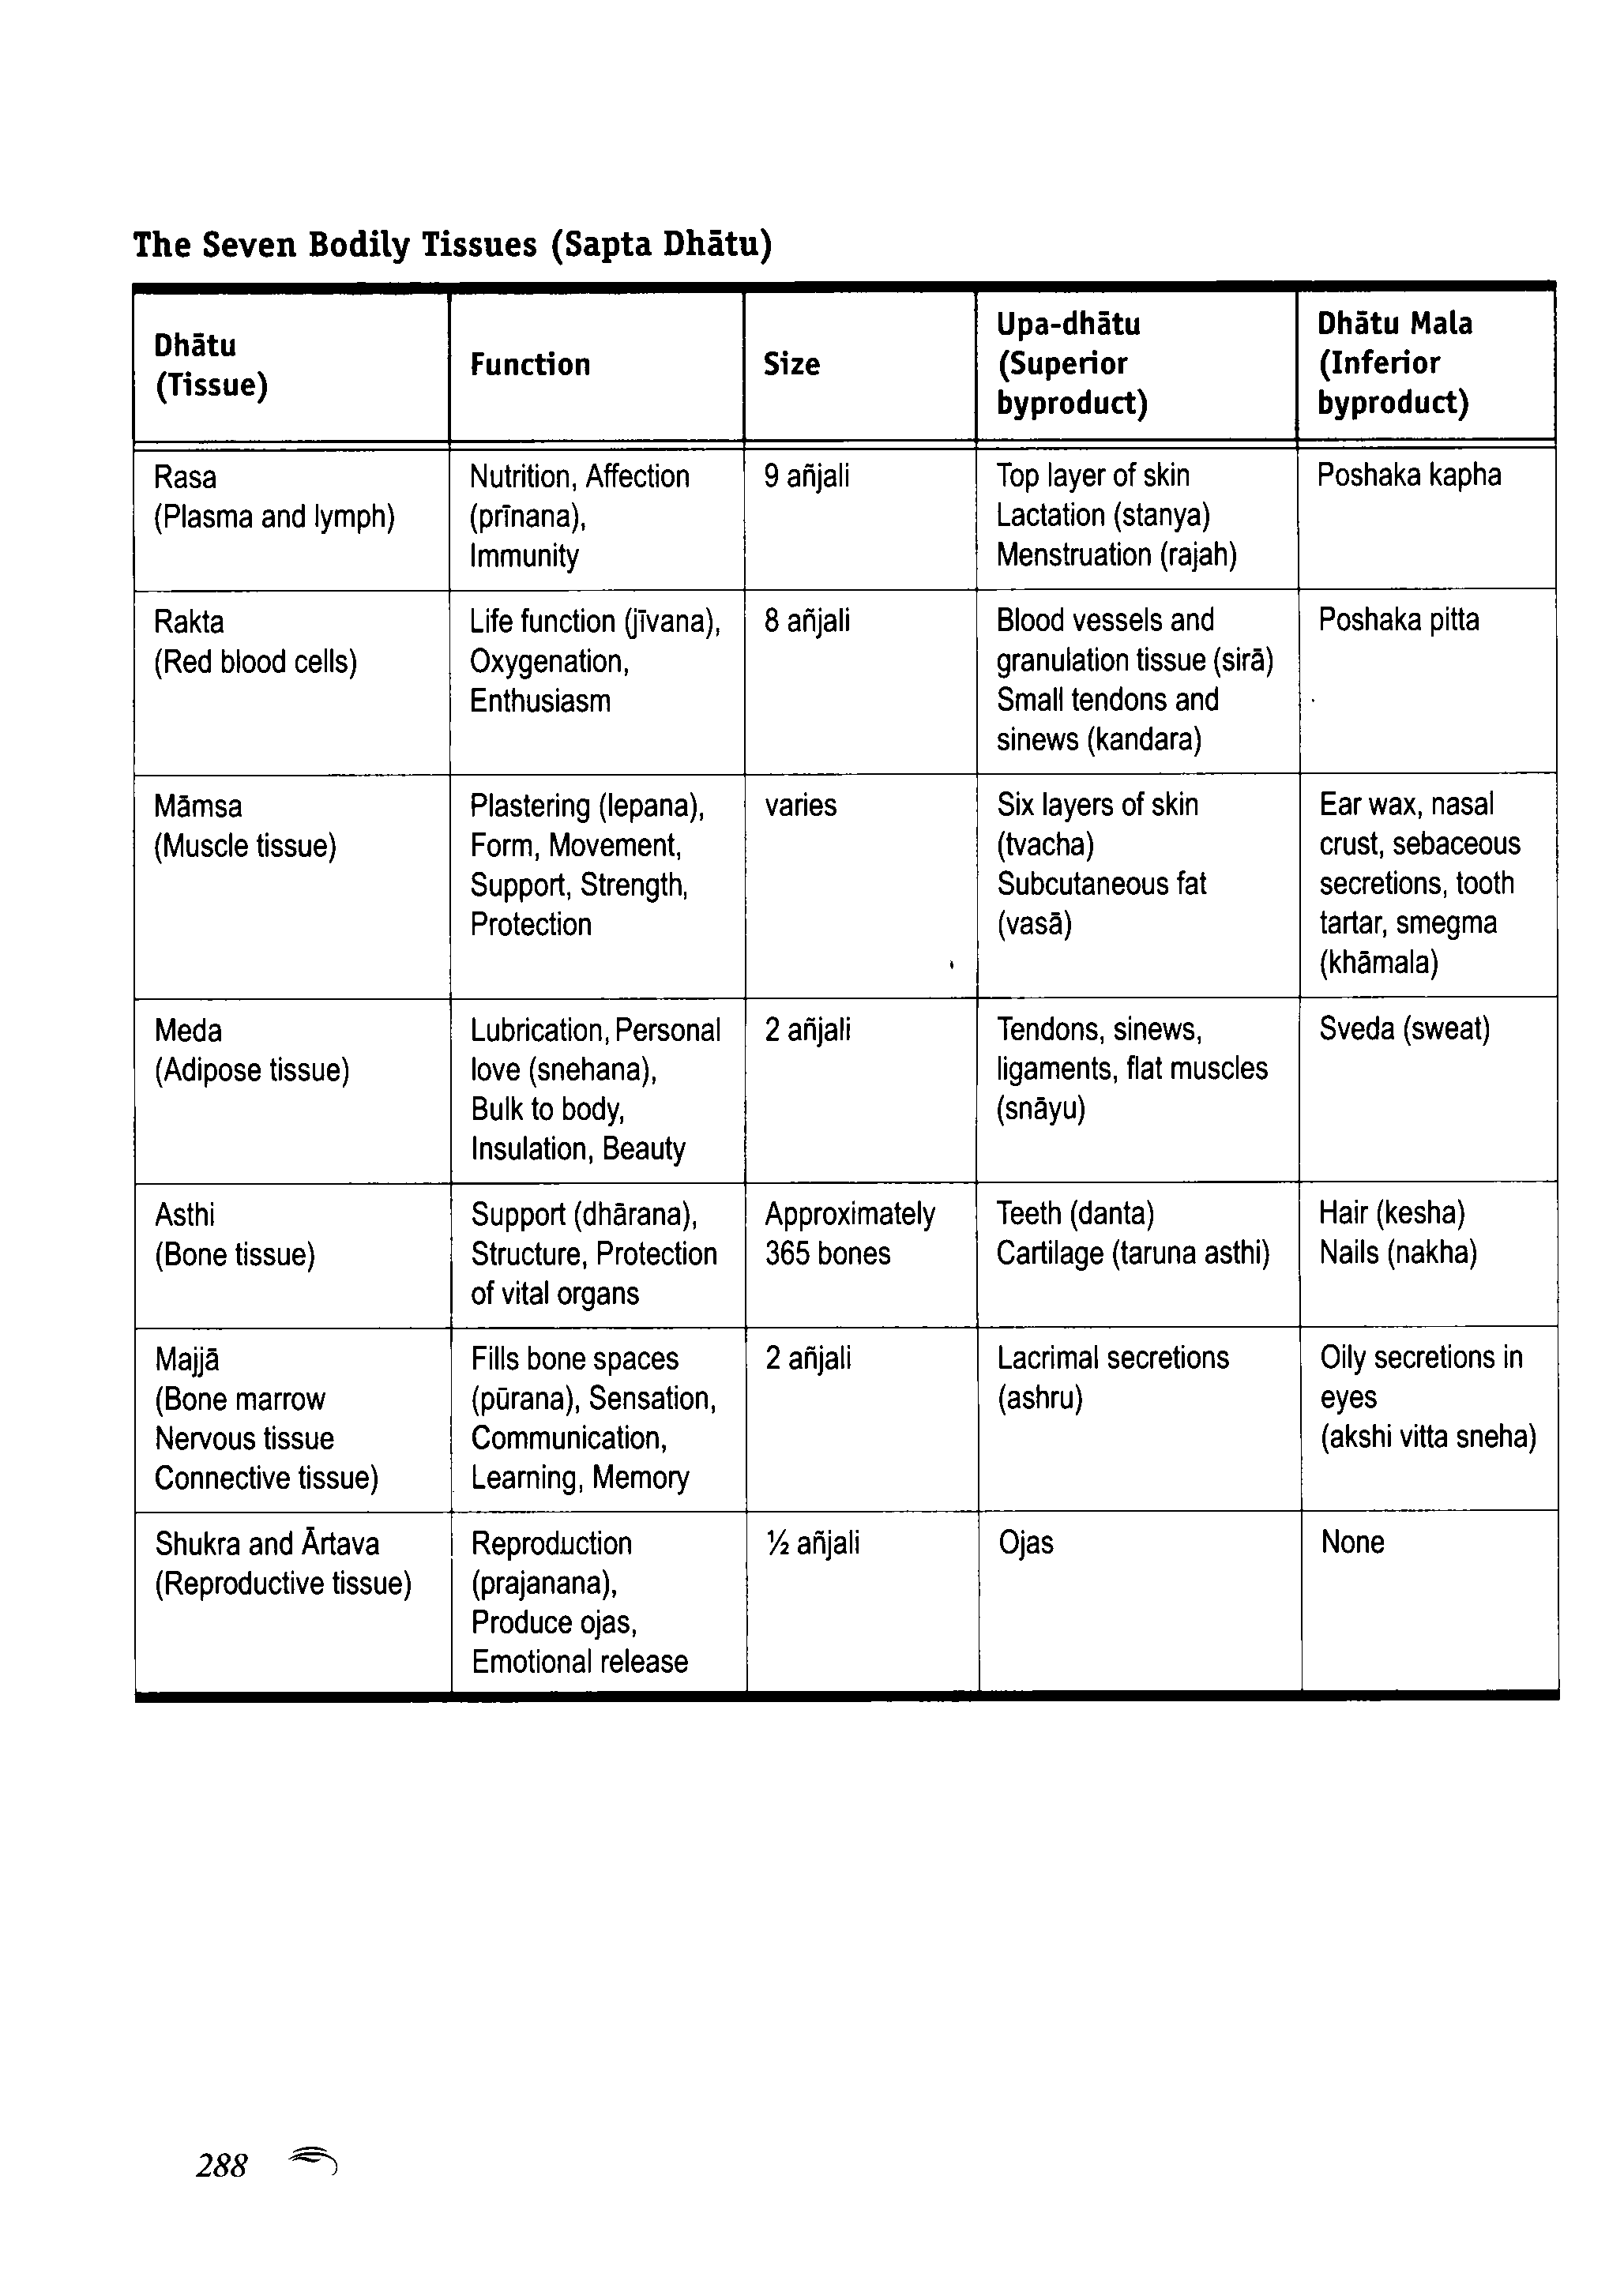 The Seven Bodily Tissues (Sapta Dhātu)
Dhātu
(Tissue)
Function
Size
Upa-dhātu
(Superior
byproduct)
Dhātu Mala
(Inferior
byproduct)
Rasa
(Plasma and lymph)
Nutrition, Affection
(prīnana),
Immunity
9 añjali
Top layer of skin
Lactation (stanya)
Menstruation (rajah)
Poshaka kapha
Rakta
(Red blood cells)
Life function (jīvana),
Oxygenation,
Enthusiasm
8 añjali
Blood vessels and
granulation tissue (sirā)
Small tendons and
sinews (kandara)
Poshaka pitta
Māmsa
(Muscle tissue)
Plastering (lepana),
Form, Movement,
Support, Strength,
Protection
varies
Six layers of skin
(tvacha)
Subcutaneous fat
(vasā)
Ear wax, nasal
crust, sebaceous
secretions, tooth
tartar, smegma
(khāmala)
Meda
(Adipose tissue)
Lubrication, Personal
love (snehana),
Bulk to body,
Insulation, Beauty
2 añjali
Tendons, sinews,
ligaments, flat muscles
(snāyu)
Sveda (sweat)
Asthi
(Bone tissue)
Support (dhārana),
Structure, Protection
of vital organs
Approximately
365 bones
Teeth (danta)
Cartilage (taruna asthi)
Hair (kesha)
Nails (nakha)
Majjā
(Bone marrow
Nervous tissue
Connective tissue)
Fills bone spaces
(pūrana), Sensation,
Communication,
Learning, Memory
2 añjali
Lacrimal secretions
(ashru)
Oily secretions in
eyes
(akshi vitta sneha)
Shukra and Ārtava
(Reproductive tissue)
Reproduction
(prajanana),
Produce ojas,
Emotional release
½ añjali
Ojas
None
288